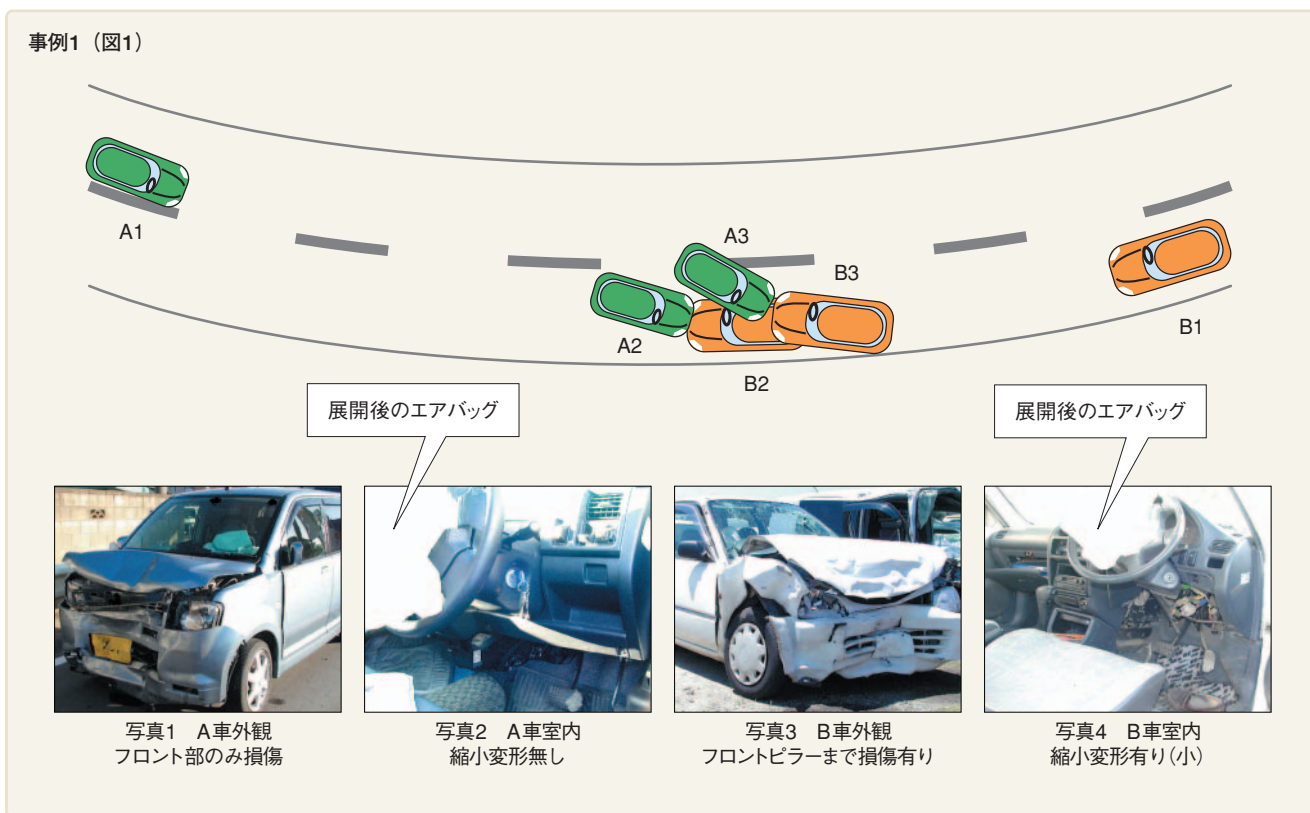 事例1（図1）
A1
A3
B3
A2
B1
B2
展開後のエアバッグ
展開後のエアバッグ
写真1　A車外観
フロント部のみ損傷
写真2　A車室内
縮小変形無し
写真3　B車外観
フロントピラーまで損傷有り
写真4　B車室内
縮小変形有り（小）